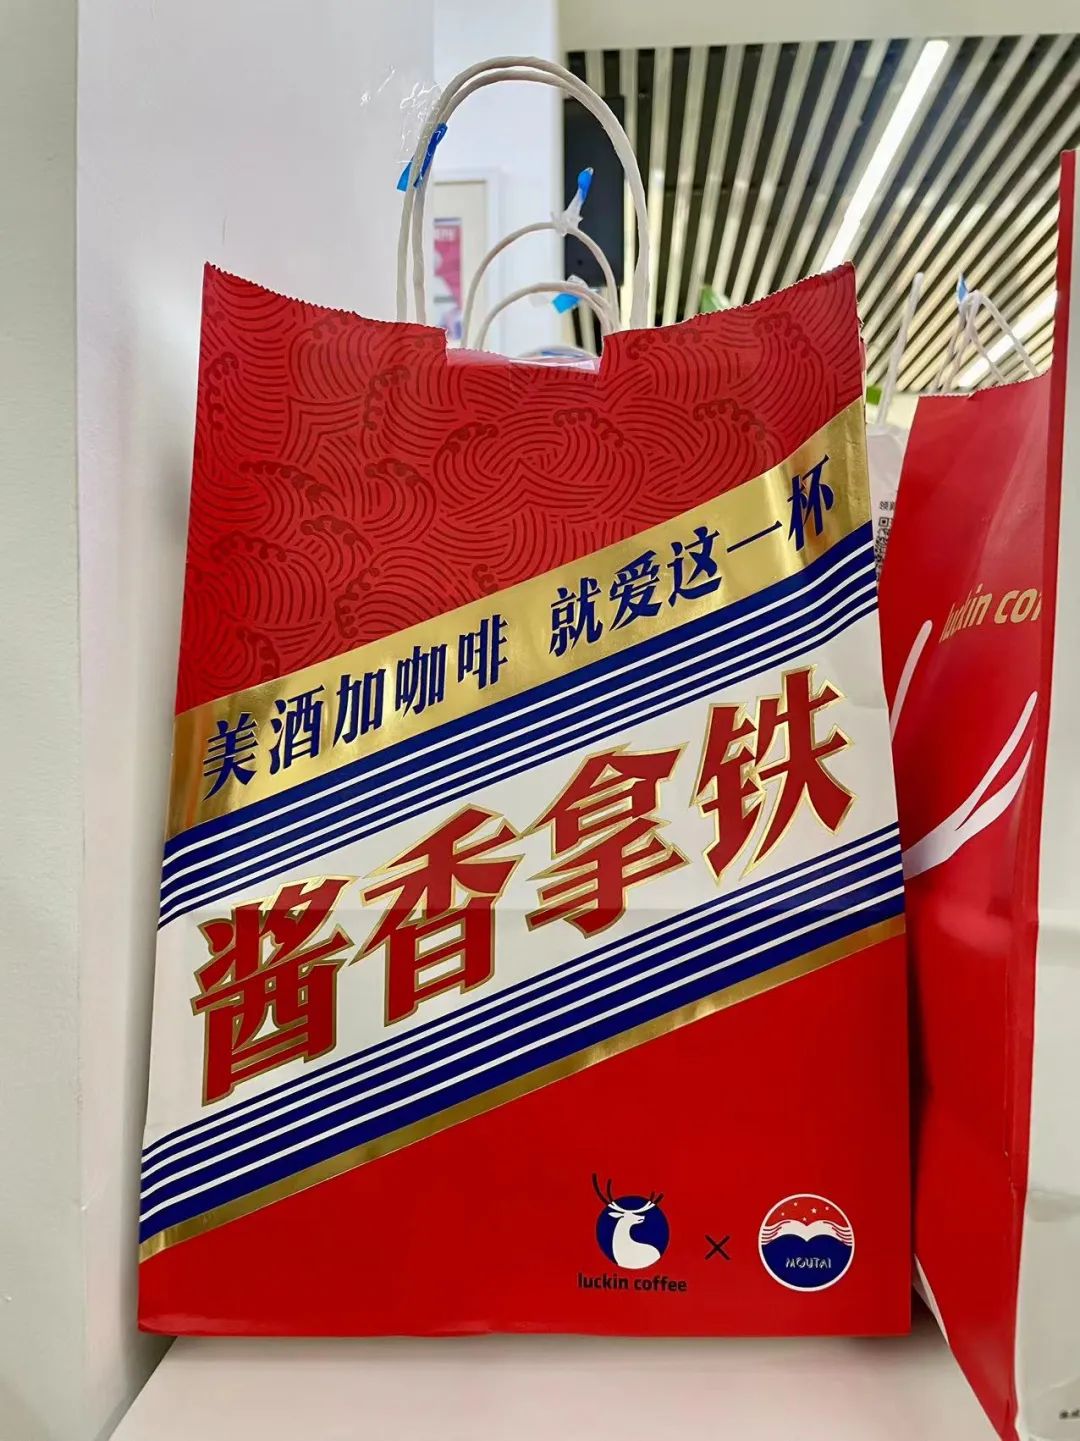 美酒加咖啡 就爱这一杯
酱香拿铁
luckin coffee
×
MOUTAI
luckin co